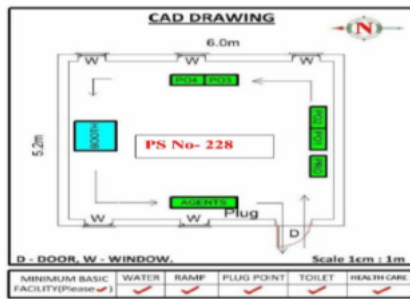 CAD DRAWING
N
6.0m
W W W
PO4 PO3
BOOTH
5.2m
PS No- 228
PO2
PO1
PRO
AGENTS
Plug
W W
D
D - DOOR, W - WINDOW. Scale 1cm : 1m
MINIMUM BASIC FACILITY(Please ✓) WATER RAMP PLUG POINT TOILET HEALTH CARE
✓ ✓ ✓ ✓ ✓